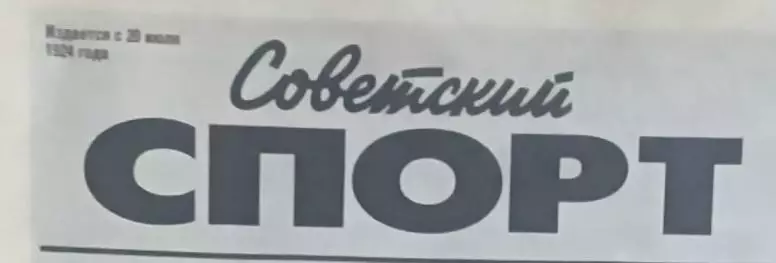 Издается с 20 июля
1924 года
Советский
СПОРТ